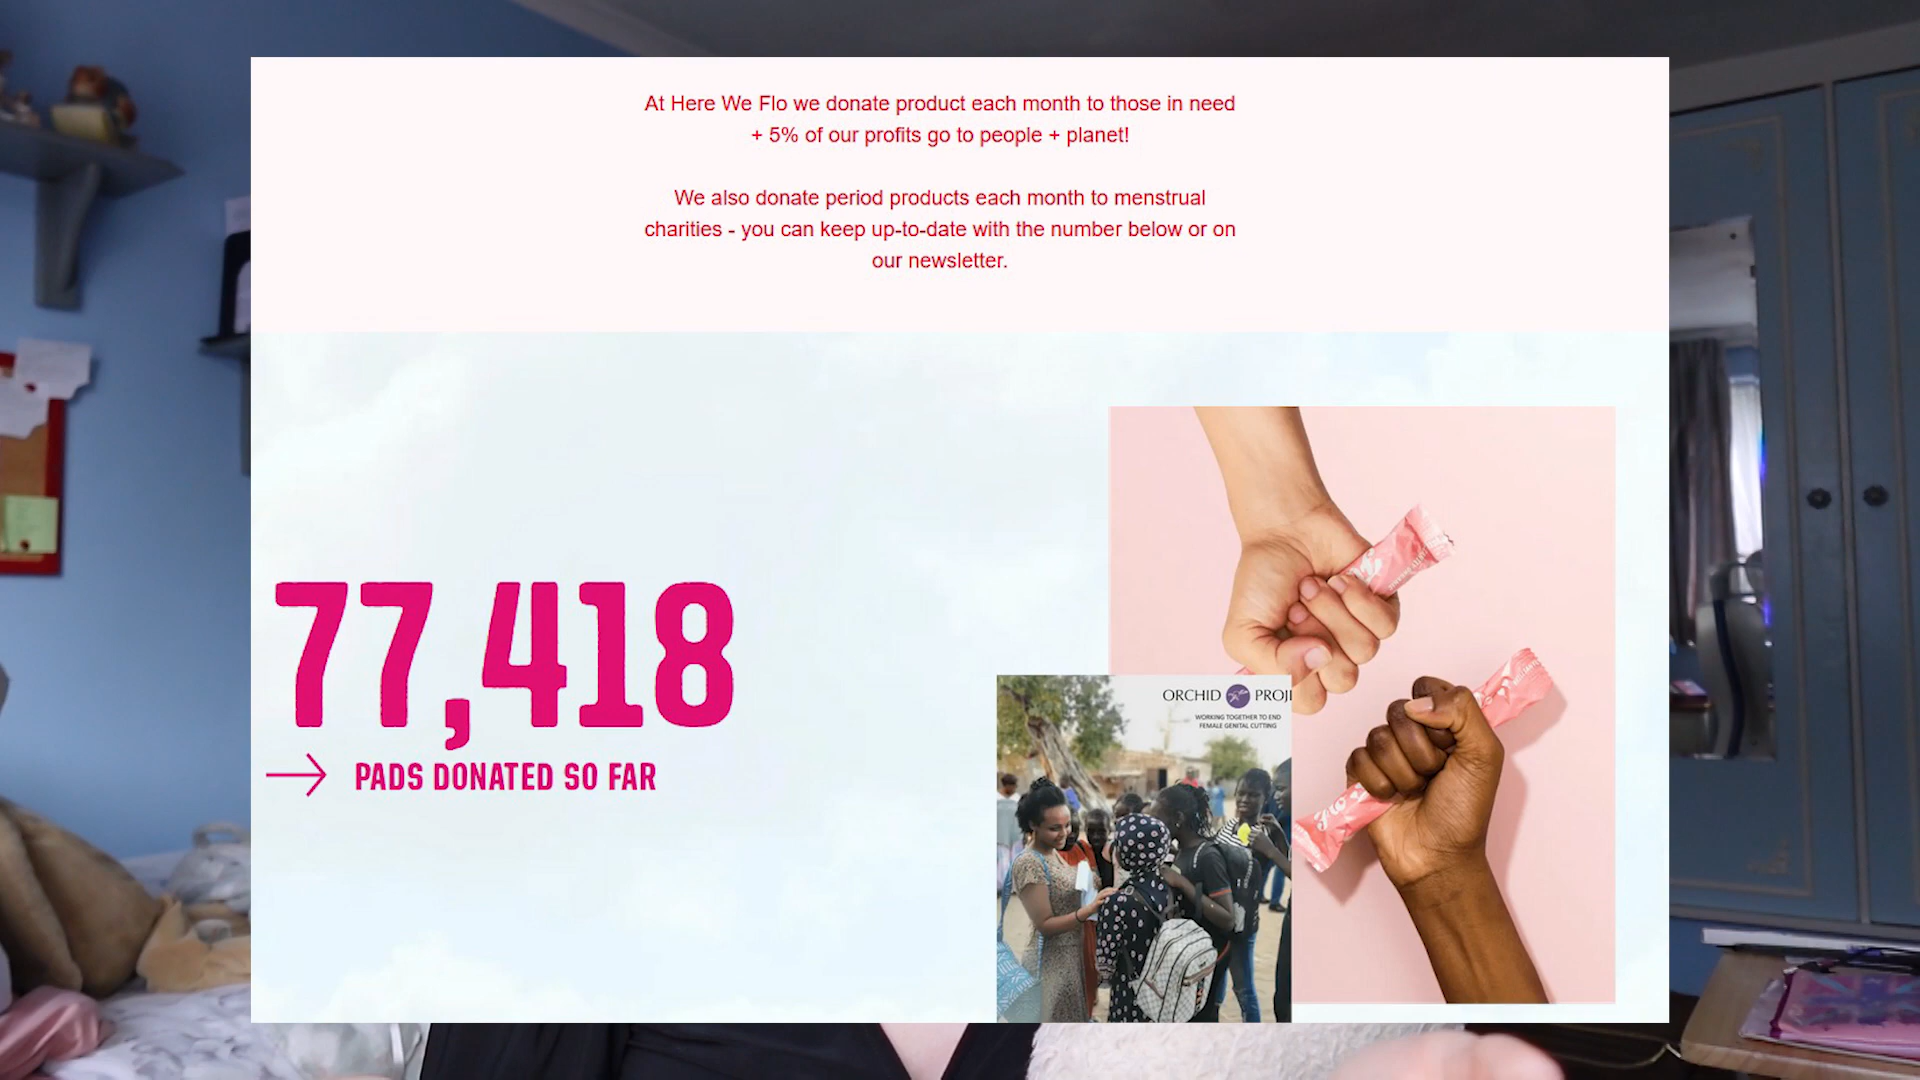 At Here We Flo we donate product each month to those in need
+ 5% of our profits go to people + planet!
We also donate period products each month to menstrual
charities - you can keep up-to-date with the number below or on
our newsletter.
77,418
PADS DONATED SO FAR
ORCHID PROJ
WORKING TOGETHER TO END
FEMALE GENITAL CUTTING